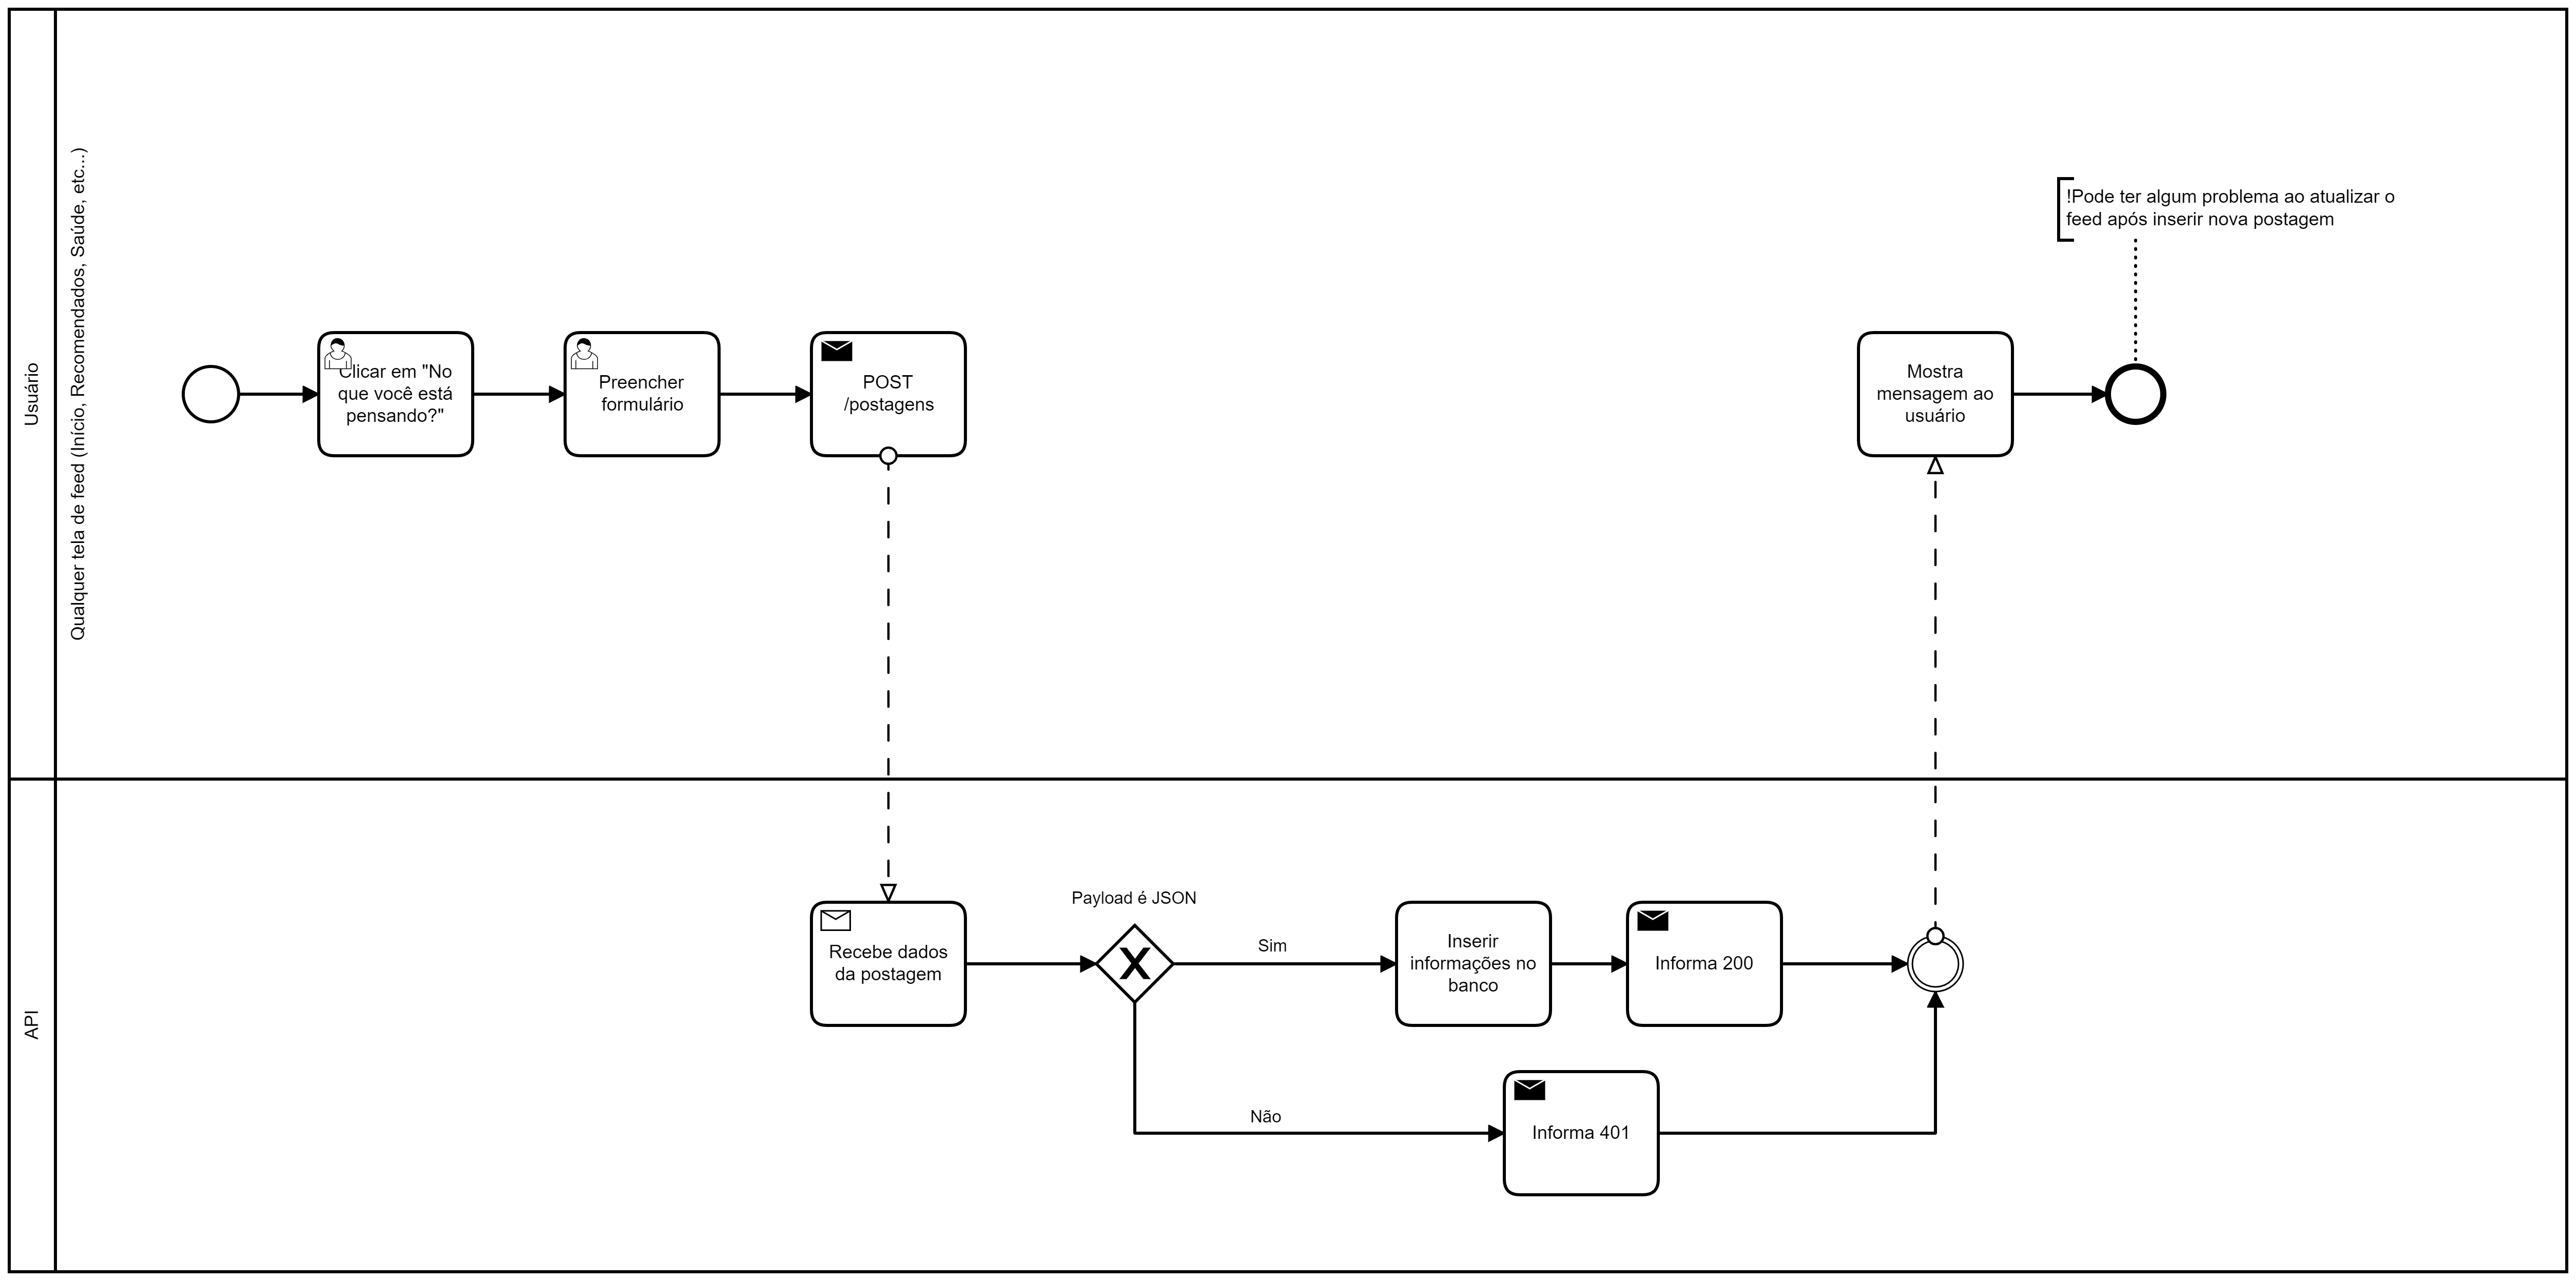 Usuário
Qualquer tela de feed (Início, Recomendados, Saúde, etc...)
!Pode ter algum problema ao atualizar o
feed após inserir nova postagem
Clicar em "No
que você está
pensando?"
Preencher
formulário
POST
/postagens
Mostra
mensagem ao
usuário
API
Recebe dados
da postagem
Payload é JSON
Sim
Inserir
informações no
banco
Informa 200
Não
Informa 401